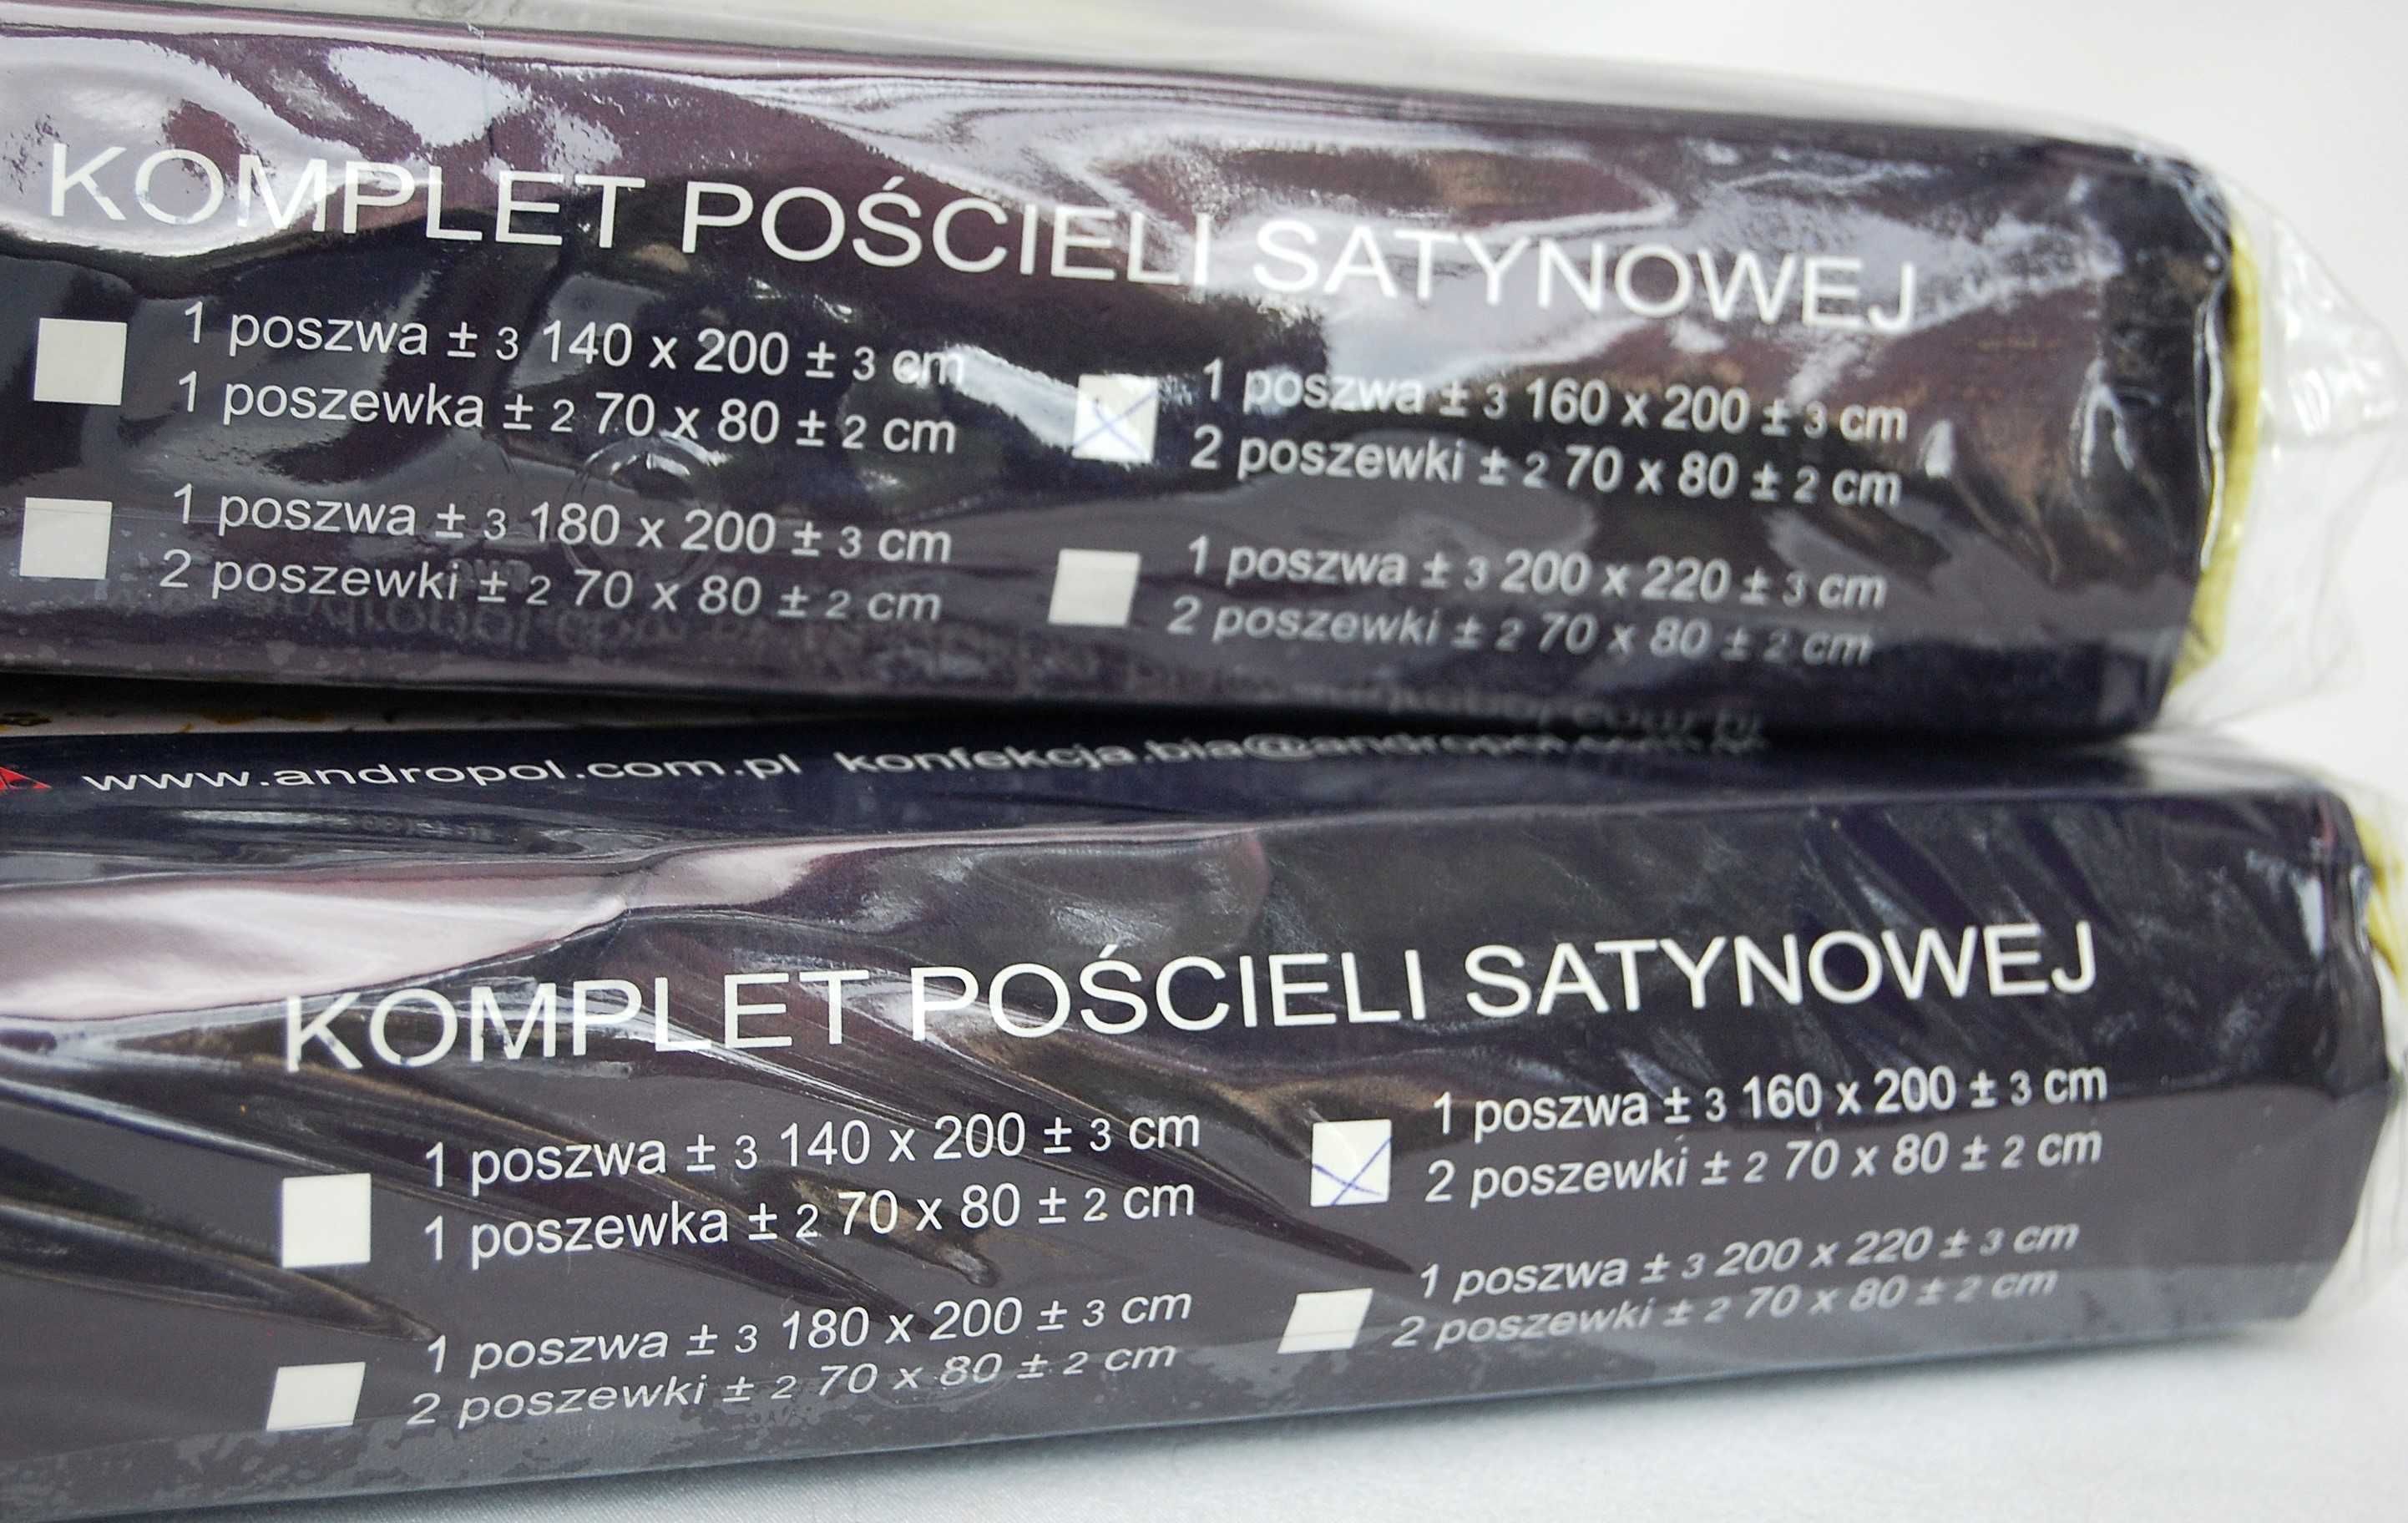 KOMPLET POŚCIELI SATYNOWEJ
1 poszwa ± 3 140 x 200 ± 3 cm
1 poszewka ± 2 70 x 80 ± 2 cm
1 poszwa ± 3 160 x 200 ± 3 cm
2 poszewki ± 2 70 x 80 ± 2 cm
1 poszwa ± 3 180 x 200 ± 3 cm
2 poszewki ± 2 70 x 80 ± 2 cm
1 poszwa ± 3 200 x 220 ± 3 cm
2 poszewki ± 2 70 x 80 ± 2 cm
www.andropol.com.pl konfekcja.bia@andropol.com.pl
KOMPLET POŚCIELI SATYNOWEJ
1 poszwa ± 3 140 x 200 ± 3 cm
1 poszewka ± 2 70 x 80 ± 2 cm
1 poszwa ± 3 160 x 200 ± 3 cm
2 poszewki ± 2 70 x 80 ± 2 cm
1 poszwa ± 3 180 x 200 ± 3 cm
2 poszewki ± 2 70 x 80 ± 2 cm
1 poszwa ± 3 200 x 220 ± 3 cm
2 poszewki ± 2 70 x 80 ± 2 cm